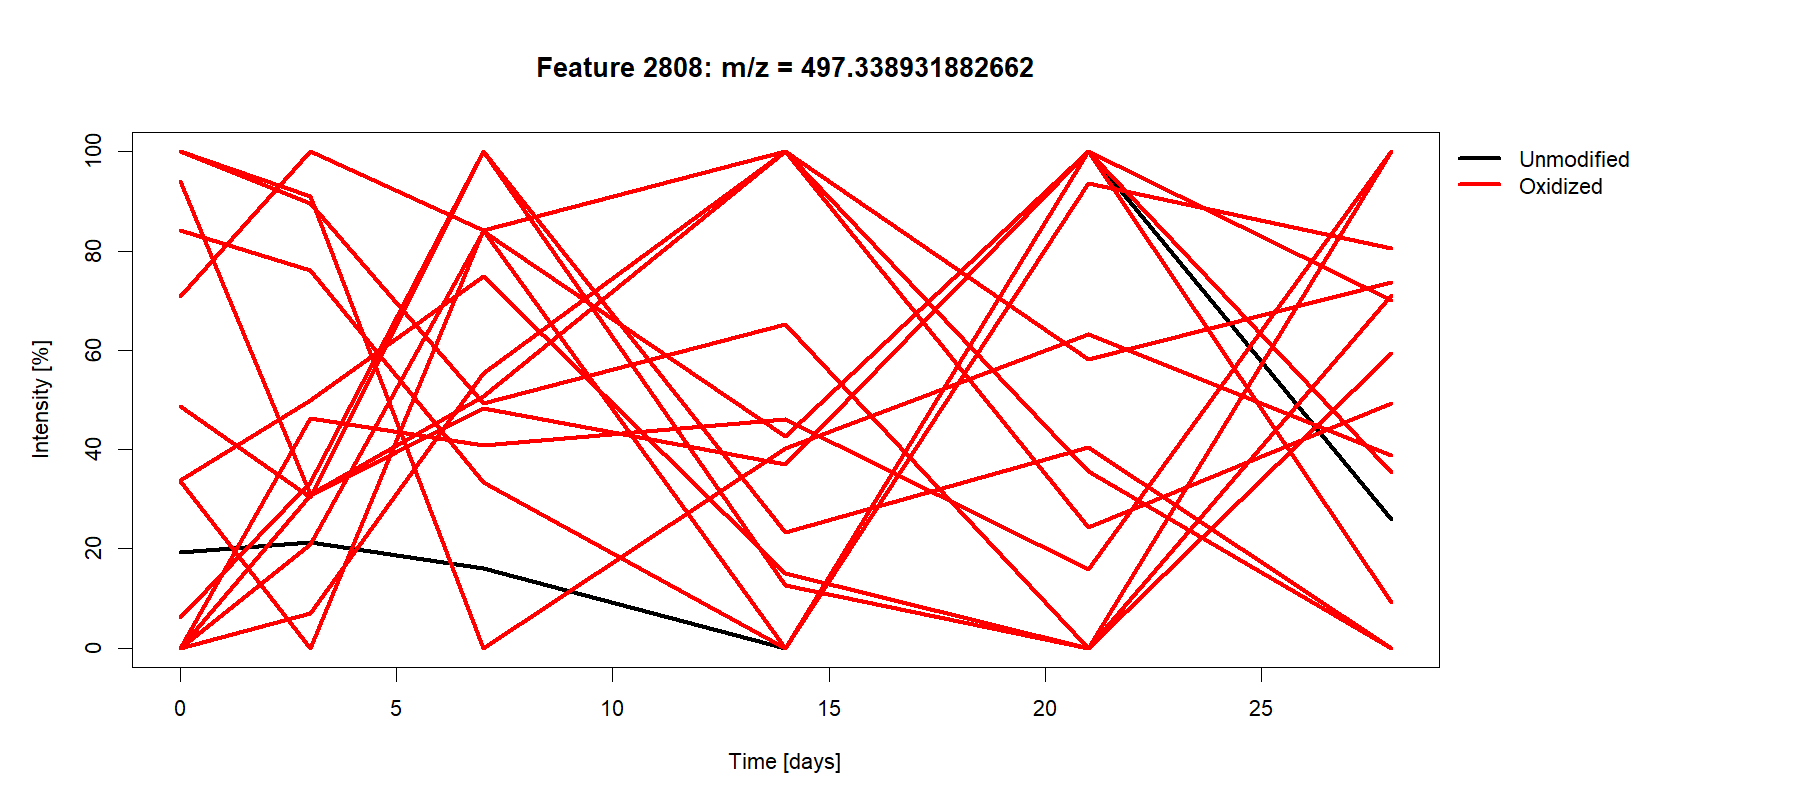 Feature 2808: m/z = 497.338931882662
Unmodified
Oxidized
Intensity [%]
100
80
60
40
20
0
0 5 10 15 20 25
Time [days]